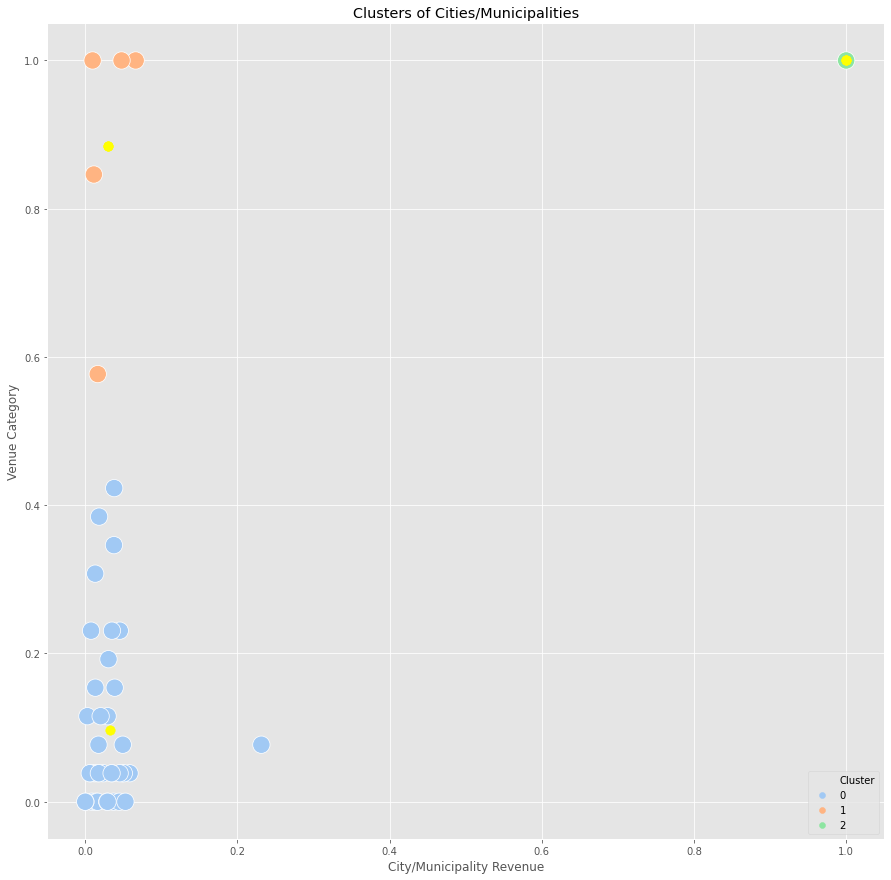 Clusters of Cities/Municipalities
1.0
0.8
0.6
0.4
0.2
0.0
Venue Category
0.0 0.2 0.4 0.6 0.8 1.0
City/Municipality Revenue
Cluster
0
1
2